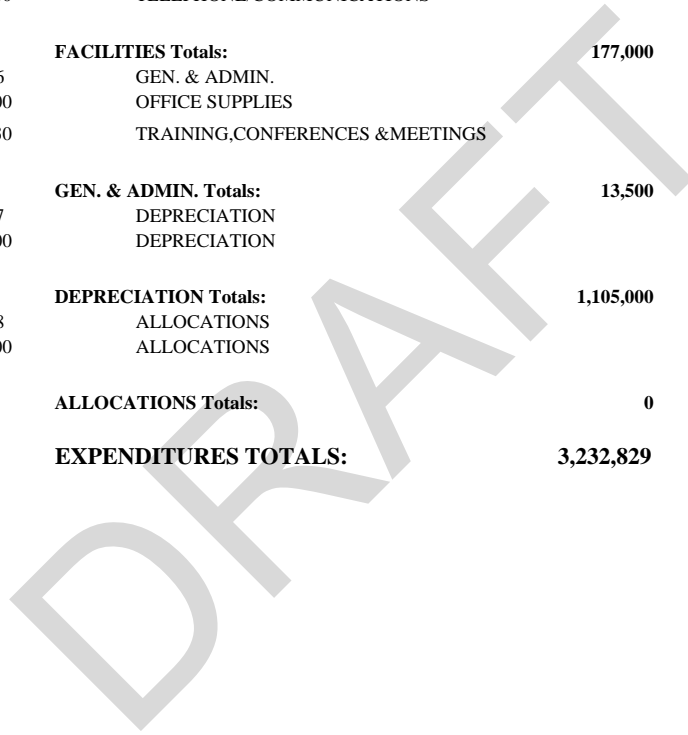 FACILITIES Totals: 177,000
GEN. & ADMIN.
OFFICE SUPPLIES
TRAINING,CONFERENCES &MEETINGS
GEN. & ADMIN. Totals: 13,500
DEPRECIATION
DEPRECIATION
DEPRECIATION Totals: 1,105,000
ALLOCATIONS
ALLOCATIONS
ALLOCATIONS Totals: 0
EXPENDITURES TOTALS: 3,232,829
DRAFT